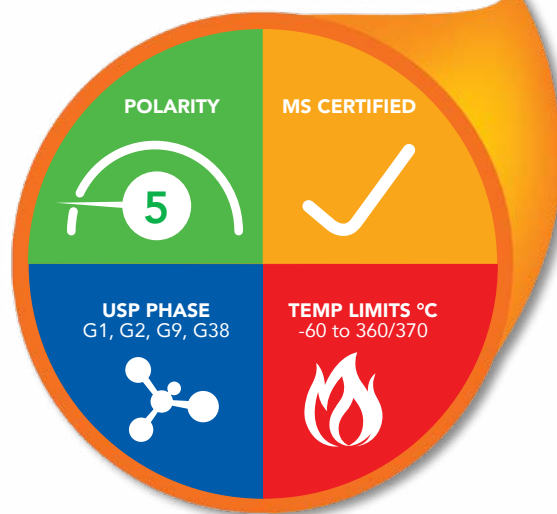 POLARITY
5
MS CERTIFIED
USP PHASE
G1, G2, G9, G38
TEMP LIMITS °C
-60 to 360/370